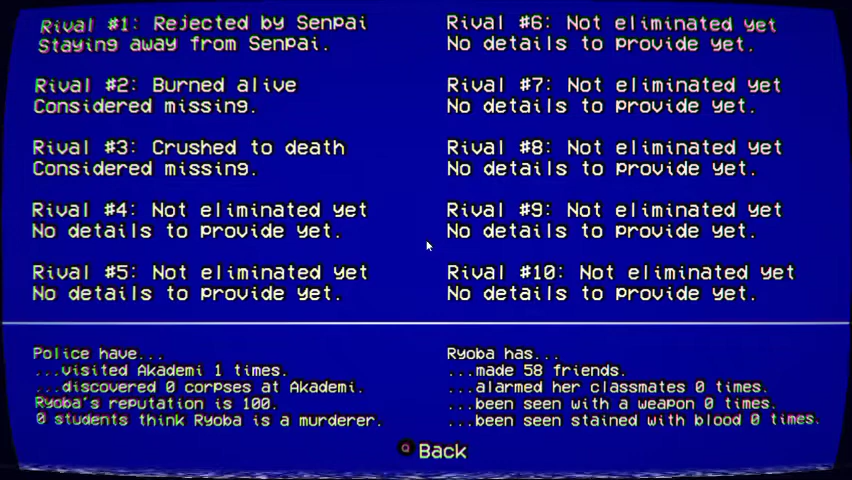 Rival #1: Rejected by Senpai
Staying away from Senpai.
Rival #2: Burned alive
Considered missing.
Rival #3: Crushed to death
Considered missing.
Rival #4: Not eliminated yet
No details to provide yet.
Rival #5: Not eliminated yet
No details to provide yet.
Rival #6: Not eliminated yet
No details to provide yet.
Rival #7: Not eliminated yet
No details to provide yet.
Rival #8: Not eliminated yet
No details to provide yet.
Rival #9: Not eliminated yet
No details to provide yet.
Rival #10: Not eliminated yet
No details to provide yet.
Police have...
...visited Akademi 1 times.
...discovered 0 corpses at Akademi.
Ryoba's reputation is 100.
0 students think Ryoba is a murderer.
Ryoba has...
...made 58 friends.
...alarmed her classmates 0 times.
...been seen with a weapon 0 times.
...been seen stained with blood 0 times.
Q Back